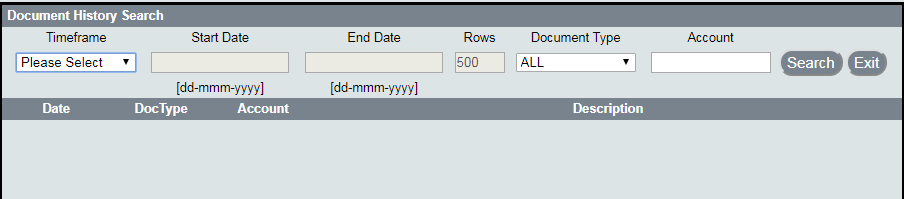 Document History Search
Timeframe Start Date End Date Rows Document Type Account
Please Select 500 ALL Search Exit
[dd-mmm-yyyy] [dd-mmm-yyyy]
Date DocType Account Description